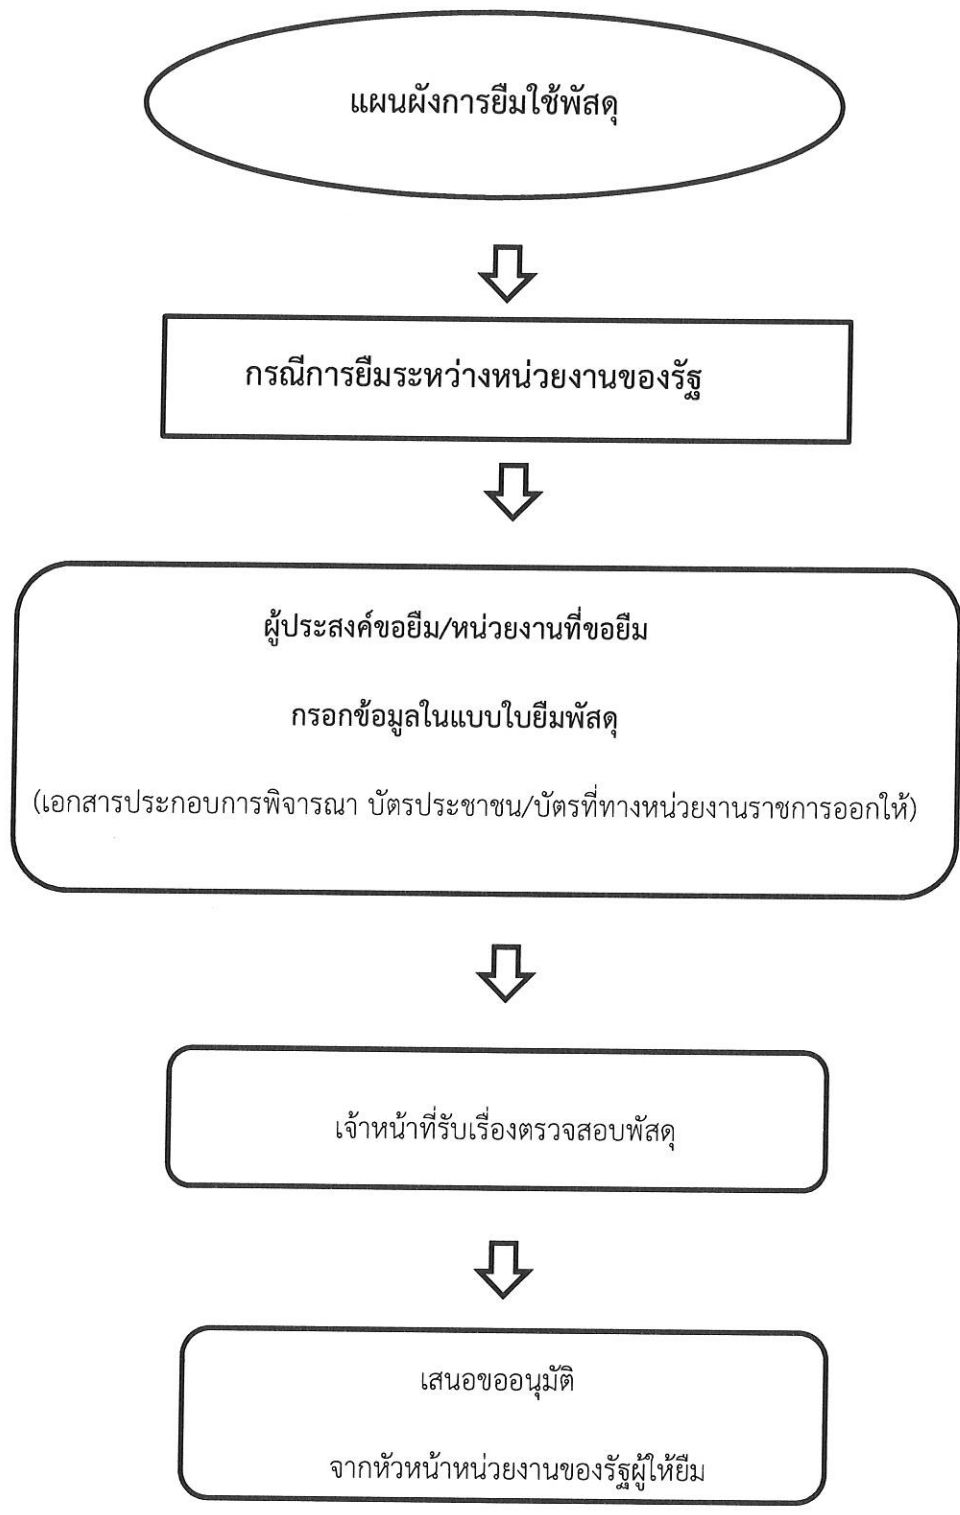 แผนผังการยืมใช้พัสดุ
กรณีการยืมระหว่างหน่วยงานของรัฐ
ผู้ประสงค์ขอยืม/หน่วยงานที่ขอยืม
กรอกข้อมูลในแบบใบยืมพัสดุ
(เอกสารประกอบการพิจารณา บัตรประชาชน/บัตรที่ทางหน่วยงานราชการออกให้)
เจ้าหน้าที่รับเรื่องตรวจสอบพัสดุ
เสนอขออนุมัติ
จากหัวหน้าหน่วยงานของรัฐผู้ให้ยืม